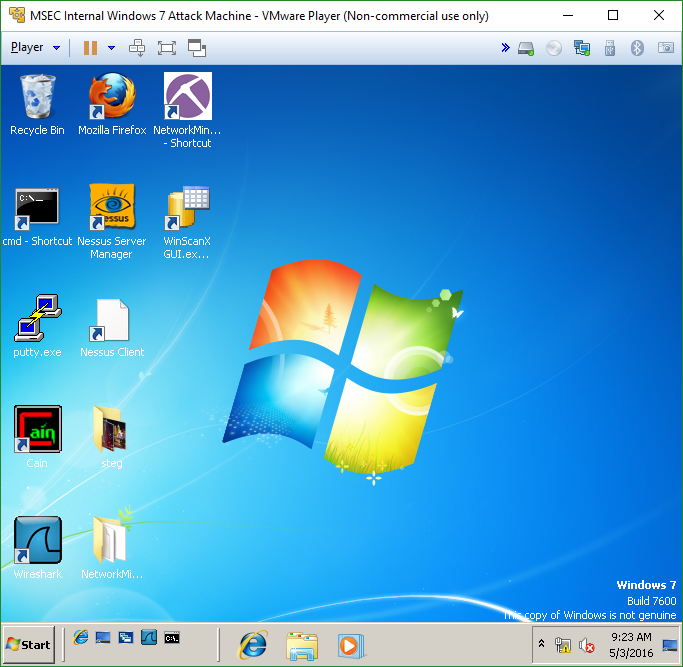 MSEC Internal Windows 7 Attack Machine - VMware Player (Non-commercial use only)
Player
Recycle Bin
Mozilla Firefox
NetworkMin...
- Shortcut
C:\_
cmd - Shortcut
nessus
Nessus Server
Manager
WinScanX
GUI.ex...
putty.exe
Nessus Client
Cain
Cain
steg
Wireshark
NetworkMi...
Windows 7
Build 7600
This copy of Windows is not genuine
Start
C:\
9:23 AM
5/3/2016